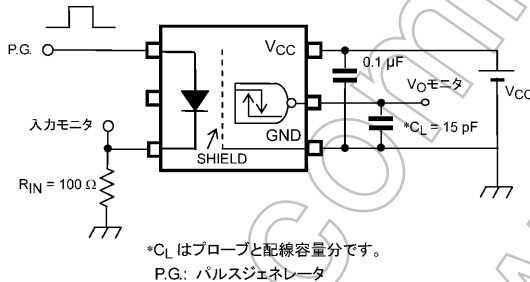 P.G.
VCC
0.1 μF
VOモニタ
VCC
入力モニタ
GND
*CL = 15 pF
SHIELD
RIN = 100 Ω
*CL はプローブと配線容量分です。
P.G.: パルスジェネレータ